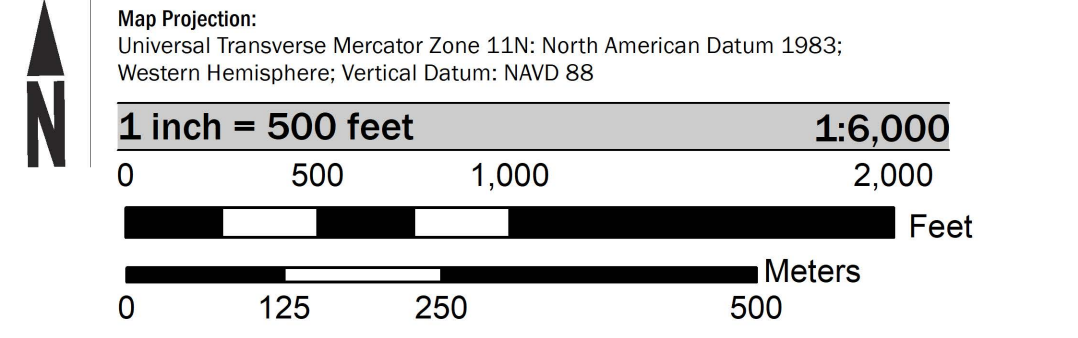 N
Map Projection:
Universal Transverse Mercator Zone 11N: North American Datum 1983;
Western Hemisphere; Vertical Datum: NAVD 88
1 inch = 500 feet 1:6,000
0 500 1,000 2,000
Feet
Meters
0 125 250 500